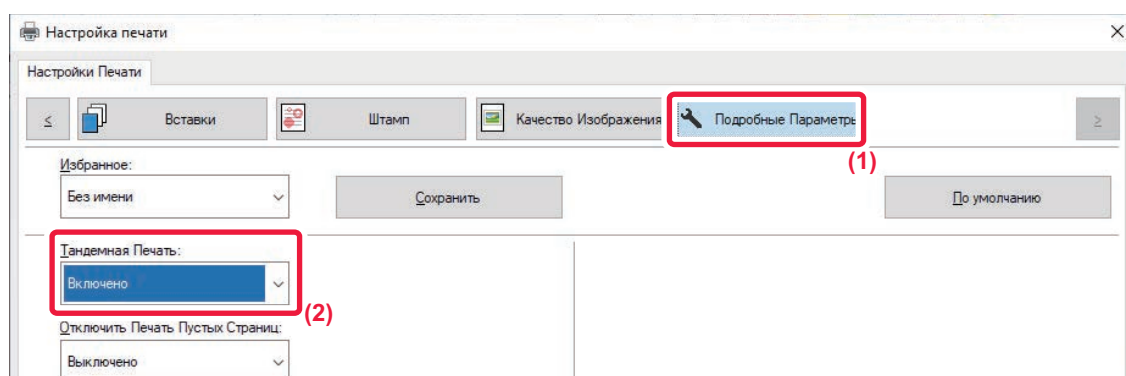 Настройка печати
Настройки Печати
≤ Вставки Штамп Качество Изображения Подробные Параметры ≥
(1)
Избранное:
Без имени Сохранить По умолчанию
Тандемная Печать:
Включено
(2)
Отключить Печать Пустых Страниц:
Выключено